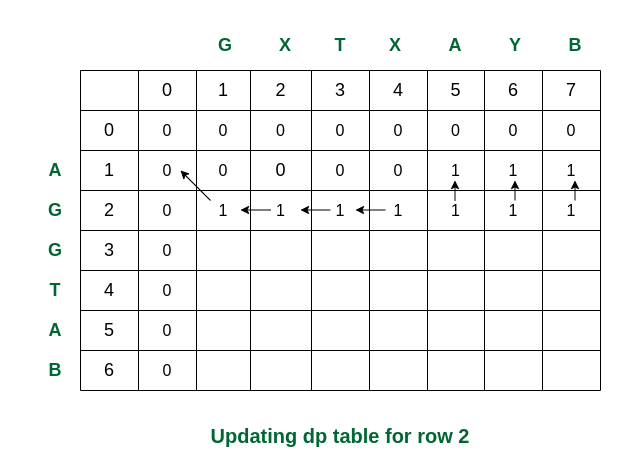 G X T X A Y B
0 1 2 3 4 5 6 7
0 0 0 0 0 0 0 0 0
A 1 0 0 0 0 0 1 1 1
G 2 0 1 1 1 1 1 1 1
G 3 0
T 4 0
A 5 0
B 6 0
Updating dp table for row 2